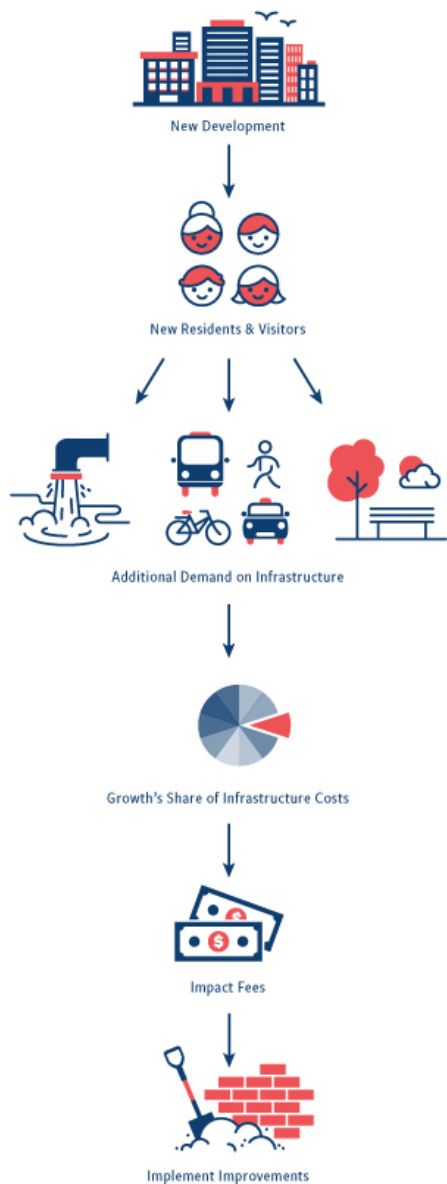 New Development
New Residents & Visitors
Additional Demand on Infrastructure
Growth's Share of Infrastructure Costs
$
$
Impact Fees
Implement Improvements